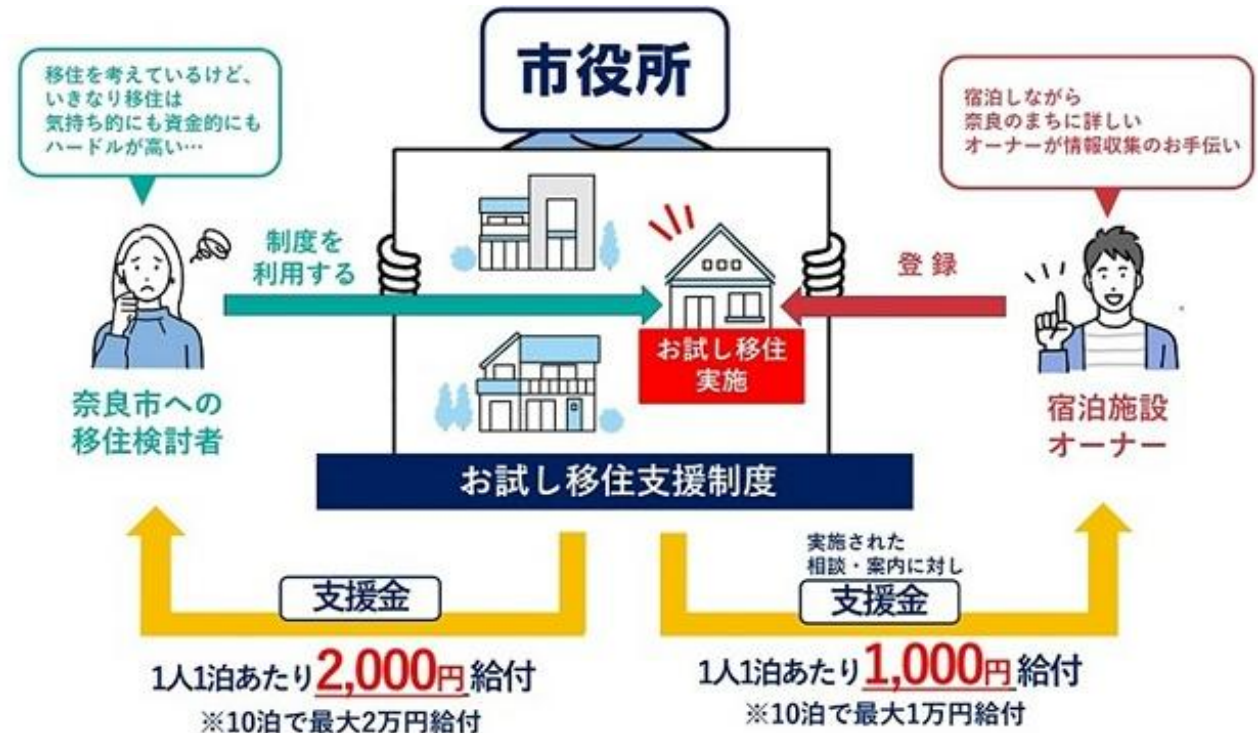 市役所
移住を考えているけど、
いきなり移住は
気持ち的にも資金的にも
ハードルが高い…
宿泊しながら
奈良のまちに詳しい
オーナーが情報収集のお手伝い
制度を
利用する
登録
お試し移住
実施
奈良市への
移住検討者
宿泊施設
オーナー
お試し移住支援制度
支援金
1人1泊あたり2,000円給付
※10泊で最大2万円給付
実施された
相談・案内に対し
支援金
1人1泊あたり1,000円給付
※10泊で最大1万円給付